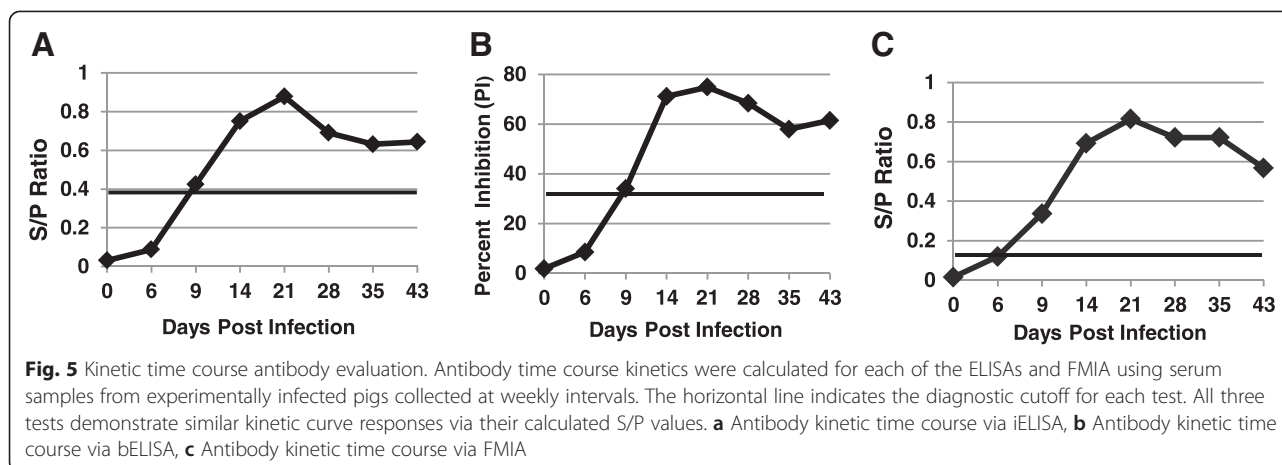 A
1
0.8
0.6
0.4
0.2
0
S/P Ratio
0 6 9 14 21 28 35 43
Days Post Infection
B
80
60
40
20
0
Percent Inhibition (PI)
0 6 9 14 21 28 35 43
Days Post Infection
C
1
0.8
0.6
0.4
0.2
0
S/P Ratio
0 6 9 14 21 28 35 43
Days Post Infection
Fig. 5 Kinetic time course antibody evaluation. Antibody time course kinetics were calculated for each of the ELISAs and FMIA using serum
samples from experimentally infected pigs collected at weekly intervals. The horizontal line indicates the diagnostic cutoff for each test. All three
tests demonstrate similar kinetic curve responses via their calculated S/P values. a Antibody kinetic time course via iELISA, b Antibody kinetic time
course via bELISA, c Antibody kinetic time course via FMIA